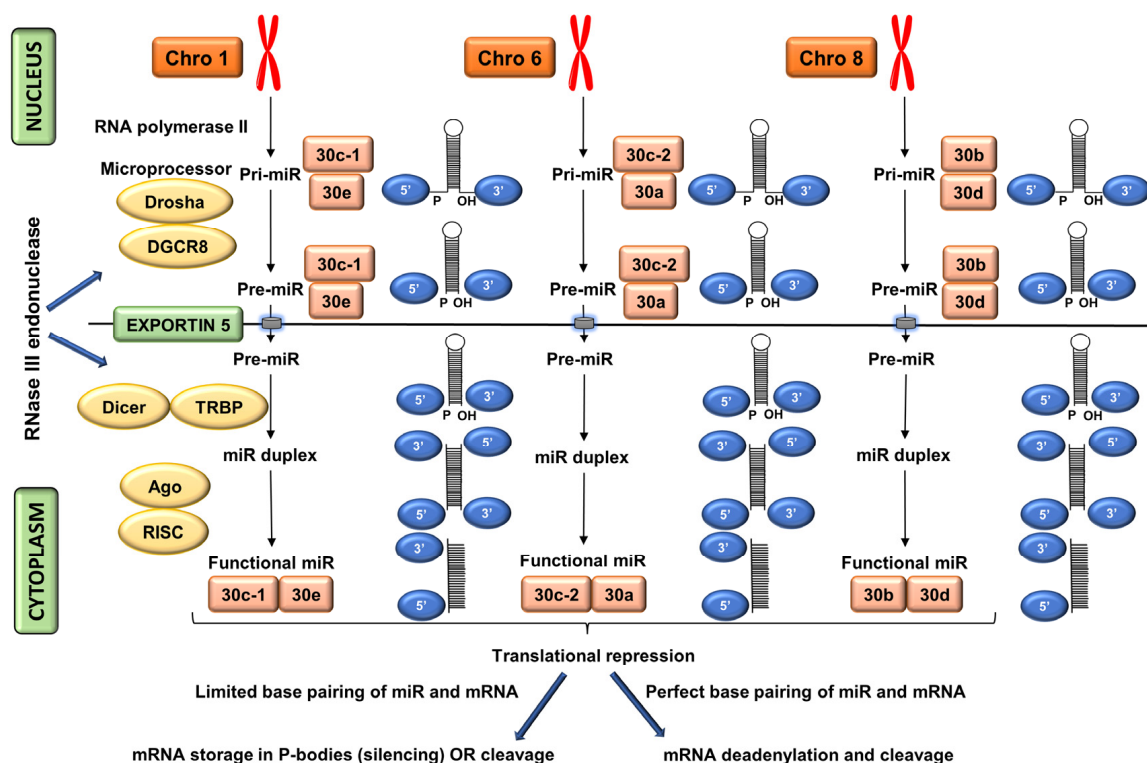 NUCLEUS
Chro 1
Chro 6
Chro 8
RNA polymerase II
Microprocessor
Drosha
DGCR8
RNase III endonuclease
Pri-miR
30c-1
30e
5’
3’
P
OH
Pri-miR
30c-2
30a
5’
3’
P
OH
Pri-miR
30b
30d
5’
3’
P
OH
Pre-miR
30c-1
30e
5’
3’
P
OH
Pre-miR
30c-2
30a
5’
3’
P
OH
Pre-miR
30b
30d
5’
3’
P
OH
EXPORTIN 5
CYTOPLASM
Pre-miR
5’
3’
P
OH
Pre-miR
5’
3’
P
OH
Pre-miR
5’
3’
P
OH
Dicer
TRBP
miR duplex
3’
5’
5’
3’
miR duplex
3’
5’
5’
3’
miR duplex
3’
5’
5’
3’
Ago
RISC
Functional miR
30c-1
30e
3’
5’
Functional miR
30c-2
30a
3’
5’
Functional miR
30b
30d
3’
5’
Translational repression
Limited base pairing of miR and mRNA
Perfect base pairing of miR and mRNA
mRNA storage in P-bodies (silencing) OR cleavage
mRNA deadenylation and cleavage